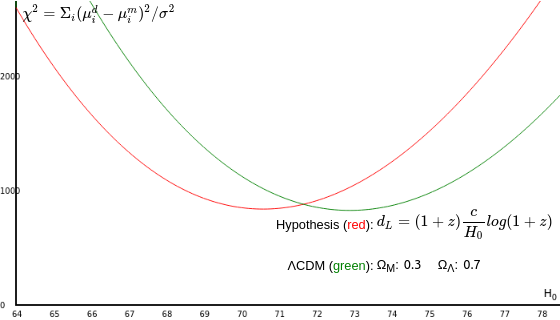 χ² = Σᵢ(μᵢᵈ − μᵢᵐ)²/σ²
2000
1000
Hypothesis (red): d_L = (1 + z) c/H₀ log(1 + z)
ΛCDM (green): Ω_M: 0.3 Ω_Λ: 0.7
H₀
0
64 65 66 67 68 69 70 71 72 73 74 75 76 77 78